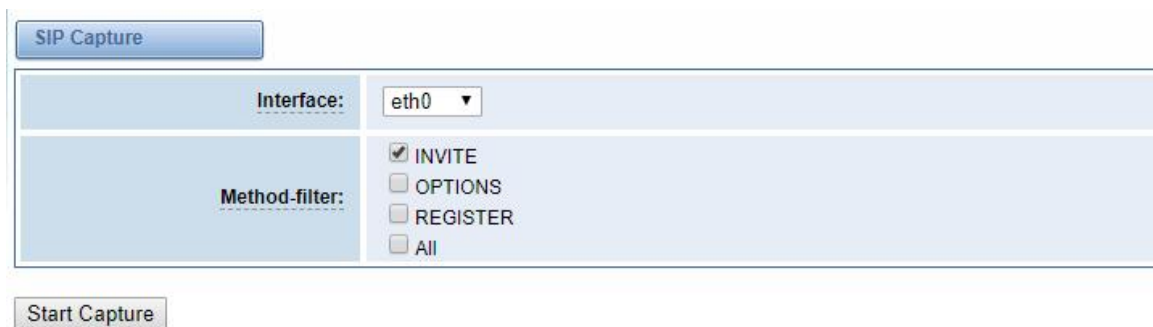 SIP Capture
Interface: eth0
Method-filter:
INVITE
OPTIONS
REGISTER
All
Start Capture